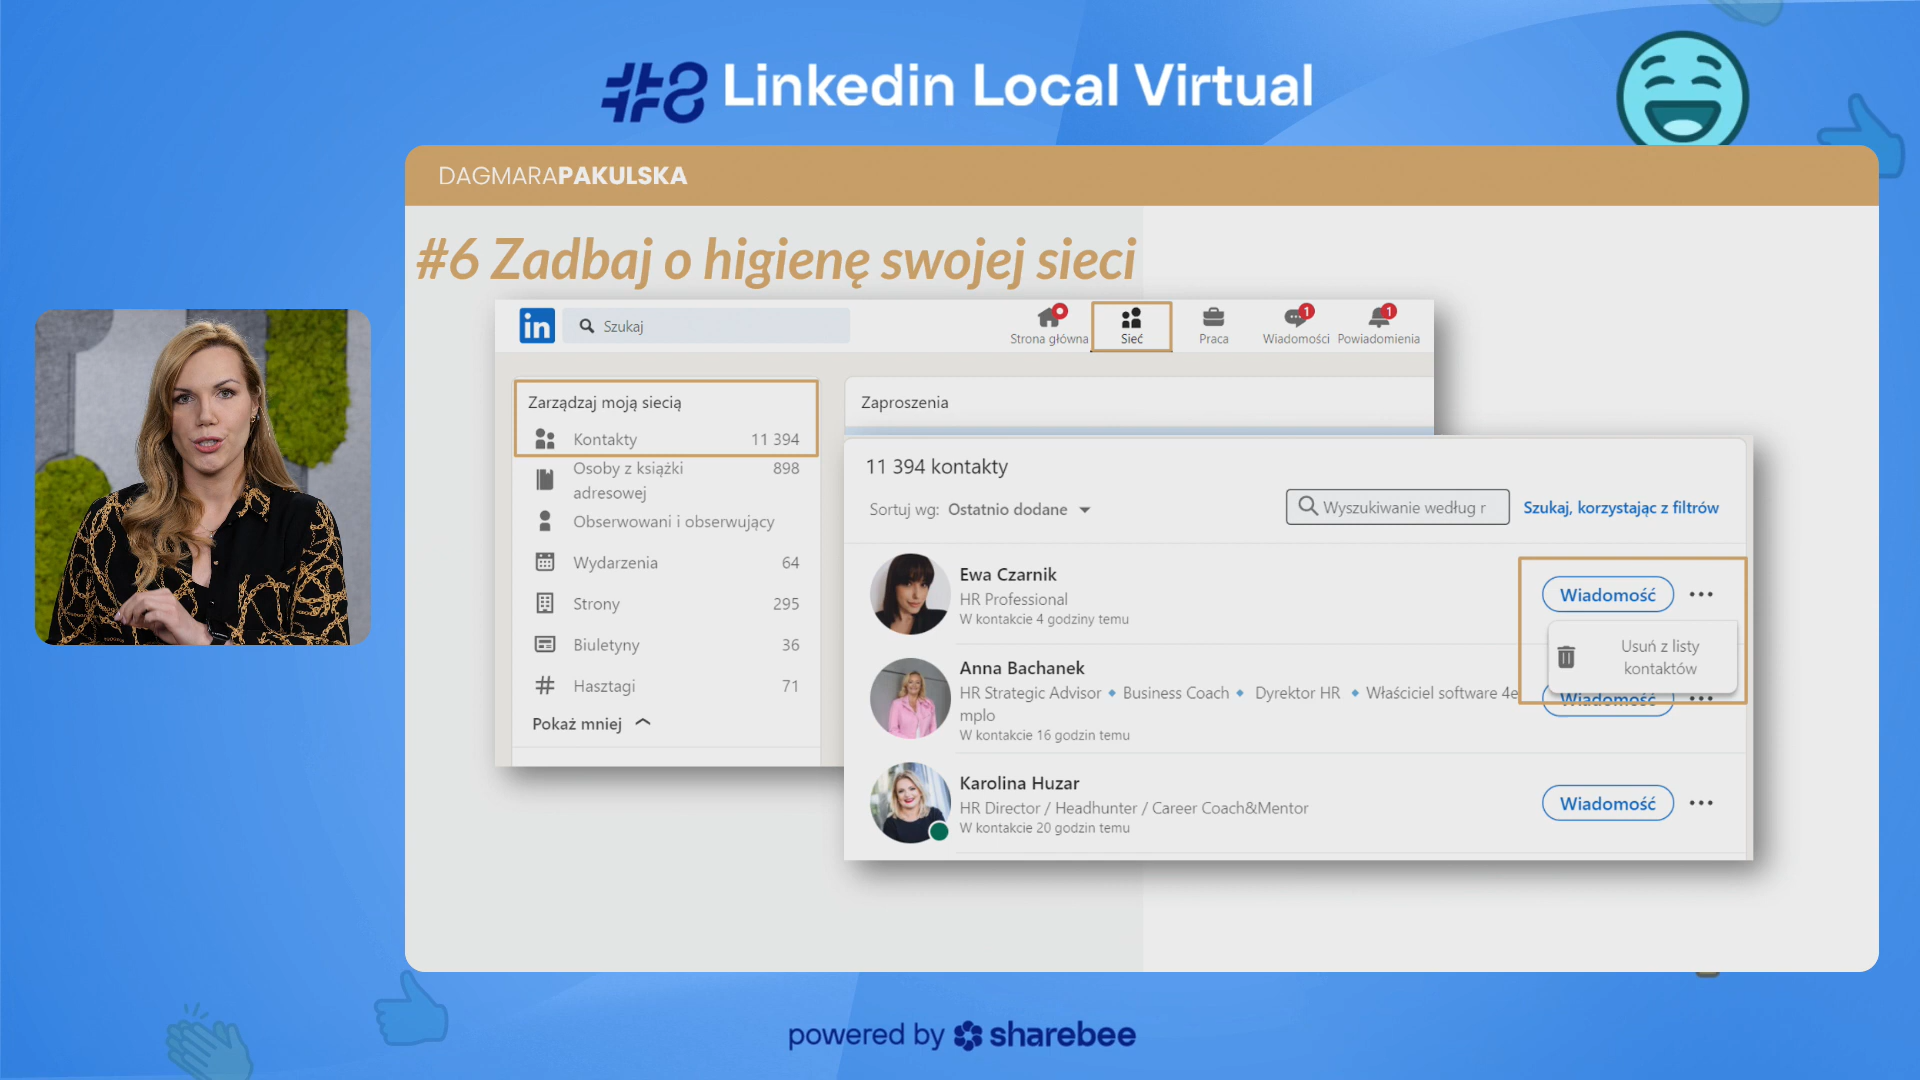 #8 Linkedin Local Virtual
DAGMARAPAKULSKA
#6 Zadbaj o higienę swojej sieci
in
Szukaj
Strona główna
Sieć
Praca
1
Wiadomości
1
Powiadomienia
Zarządzaj moją siecią
Kontakty 11 394
Osoby z książki
adresowej
898
Obserwowani i obserwujący
Wydarzenia 64
Strony 295
Biuletyny 36
Hasztagi 71
Pokaż mniej
Zaproszenia
11 394 kontakty
Sortuj wg: Ostatnio dodane
Wyszukiwanie według r
Szukaj, korzystając z filtrów
Ewa Czarnik
HR Professional
W kontakcie 4 godziny temu
Wiadomość
Usuń z listy
kontaktów
Anna Bachanek
HR Strategic Advisor 🔹 Business Coach 🔹 Dyrektor HR 🔹 Właściciel software 4e
mplo
W kontakcie 16 godzin temu
Wiadomość
Karolina Huzar
HR Director / Headhunter / Career Coach&Mentor
W kontakcie 20 godzin temu
Wiadomość
powered by sharebee